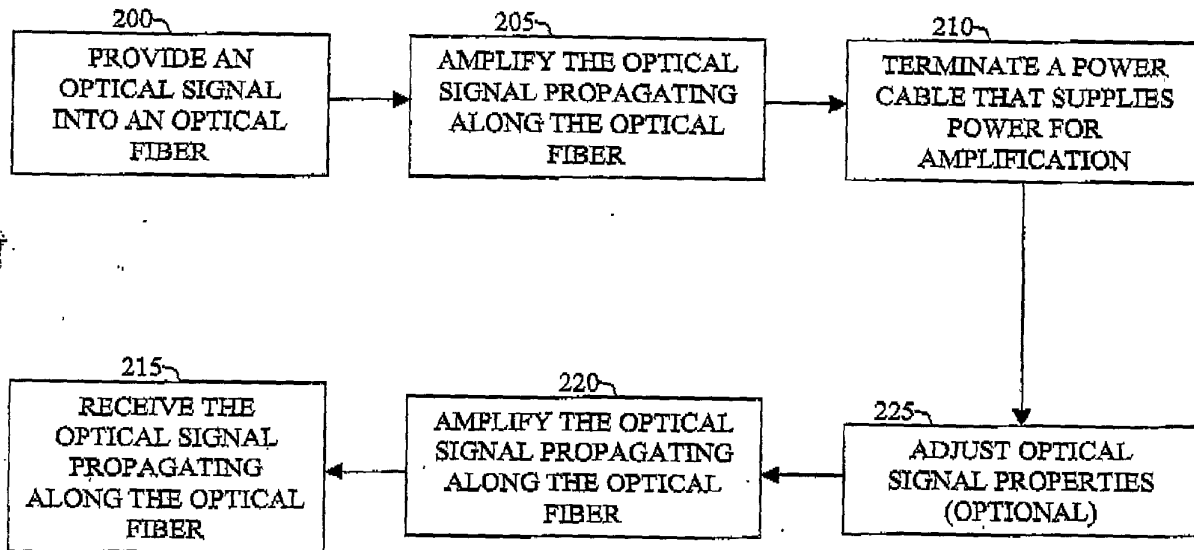 200
PROVIDE AN
OPTICAL SIGNAL
INTO AN OPTICAL
FIBER
205
AMPLIFY THE OPTICAL
SIGNAL PROPAGATING
ALONG THE OPTICAL
FIBER
210
TERMINATE A POWER
CABLE THAT SUPPLIES
POWER FOR
AMPLIFICATION
225
ADJUST OPTICAL
SIGNAL PROPERTIES
(OPTIONAL)
220
AMPLIFY THE OPTICAL
SIGNAL PROPAGATING
ALONG THE OPTICAL
FIBER
215
RECEIVE THE
OPTICAL SIGNAL
PROPAGATING
ALONG THE OPTICAL
FIBER